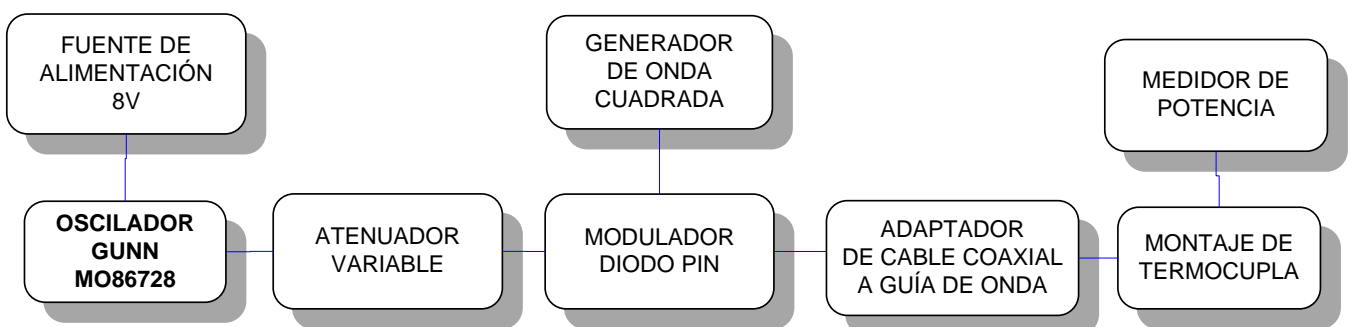 FUENTE DE
ALIMENTACIÓN
8V
GENERADOR
DE ONDA
CUADRADA
MEDIDOR DE
POTENCIA
OSCILADOR
GUNN
MO86728
ATENUADOR
VARIABLE
MODULADOR
DIODO PIN
ADAPTADOR
DE CABLE COAXIAL
A GUÍA DE ONDA
MONTAJE DE
TERMOCUPLA